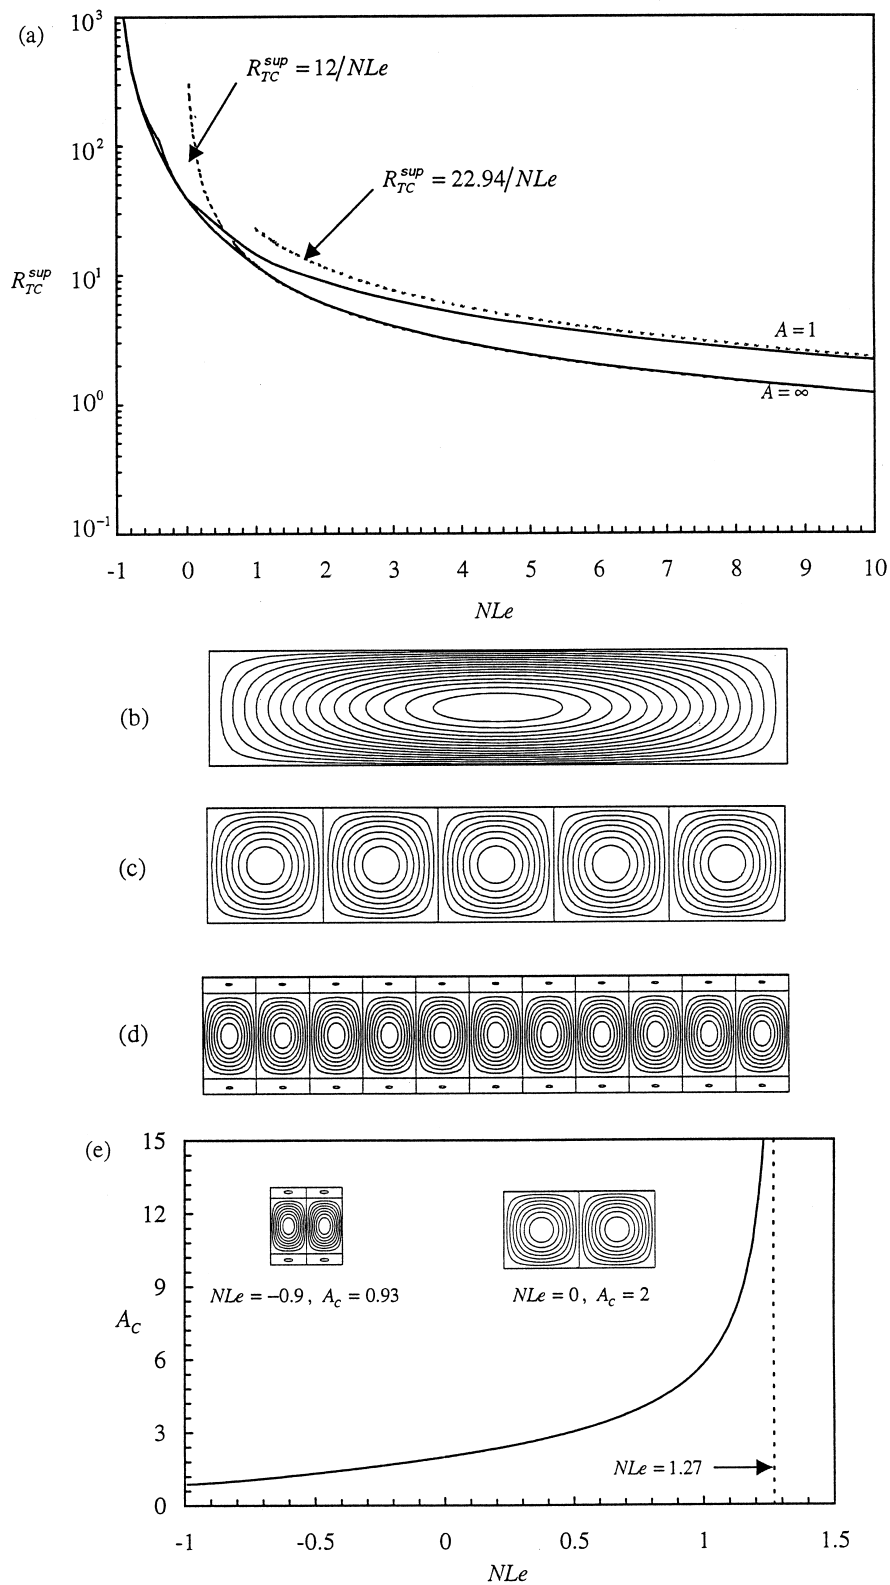 (a)
10³
R_TC^sup = 12/NLe
10²
R_TC^sup = 22.94/NLe
R_TC^sup
10¹
A = 1
10⁰
A = ∞
10⁻¹
-1 0 1 2 3 4 5 6 7 8 9 10
NLe
(b)
(c)
(d)
(e)
15
12
9
NLe = −0.9 , A_c = 0.93
NLe = 0 , A_c = 2
A_C
6
3
NLe = 1.27
0
-1 -0.5 0 0.5 1 1.5
NLe